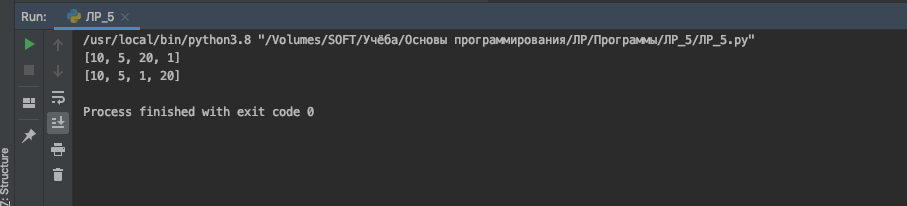 Run: ЛР_5
/usr/local/bin/python3.8 "/Volumes/SOFT/Учёба/Основы программирования/ЛР/Программы/ЛР_5/ЛР_5.py"
[10, 5, 20, 1]
[10, 5, 1, 20]
Process finished with exit code 0
Z: Structure